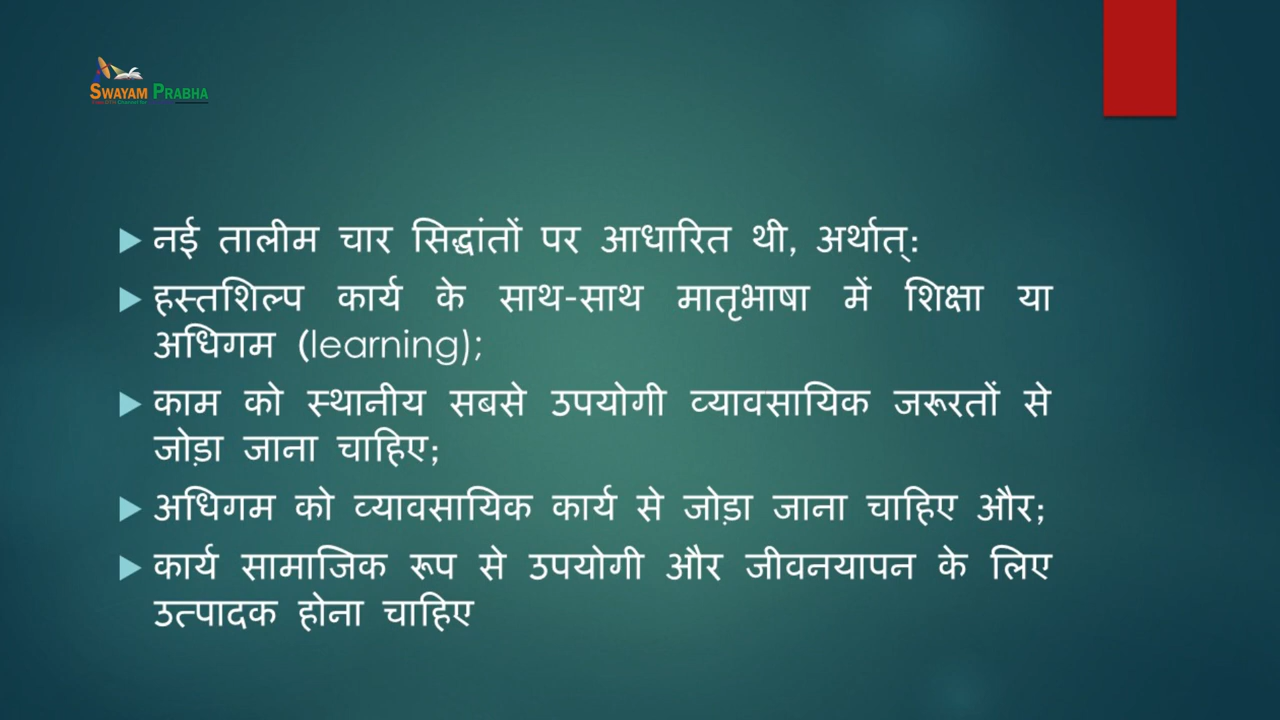 SWAYAM PRABHA
नई तालीम चार सिद्धांतों पर आधारित थी, अर्थात्:
हस्तशिल्प कार्य के साथ-साथ मातृभाषा में शिक्षा या
अधिगम (learning);
काम को स्थानीय सबसे उपयोगी व्यावसायिक जरूरतों से
जोड़ा जाना चाहिए;
अधिगम को व्यावसायिक कार्य से जोड़ा जाना चाहिए और;
कार्य सामाजिक रूप से उपयोगी और जीवनयापन के लिए
उत्पादक होना चाहिए